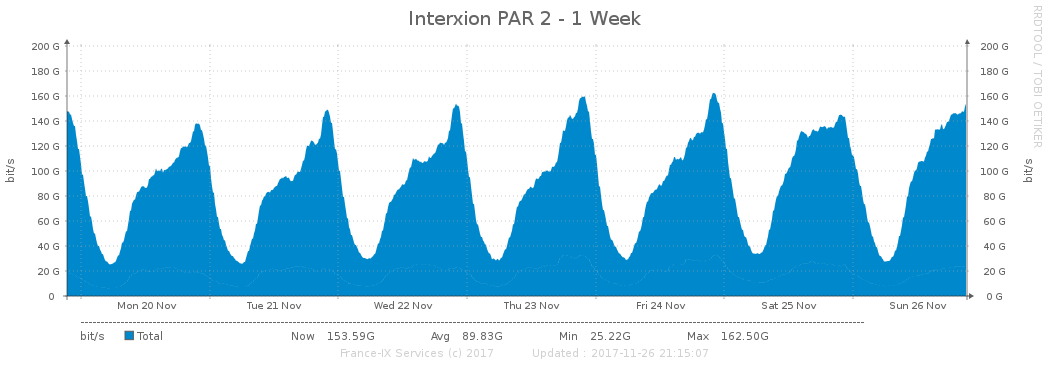 Interxion PAR 2 - 1 Week
RRDTOOL / TOBI OETIKER
200 G 200 G
180 G 180 G
160 G 160 G
140 G 140 G
120 G 120 G
100 G 100 G
80 G 80 G
60 G 60 G
40 G 40 G
20 G 20 G
0 0 G
bit/s bit/s
Mon 20 Nov Tue 21 Nov Wed 22 Nov Thu 23 Nov Fri 24 Nov Sat 25 Nov Sun 26 Nov
bit/s Total Now 153.59G Avg 89.83G Min 25.22G Max 162.50G
France-IX Services (c) 2017 Updated : 2017-11-26 21:15:07